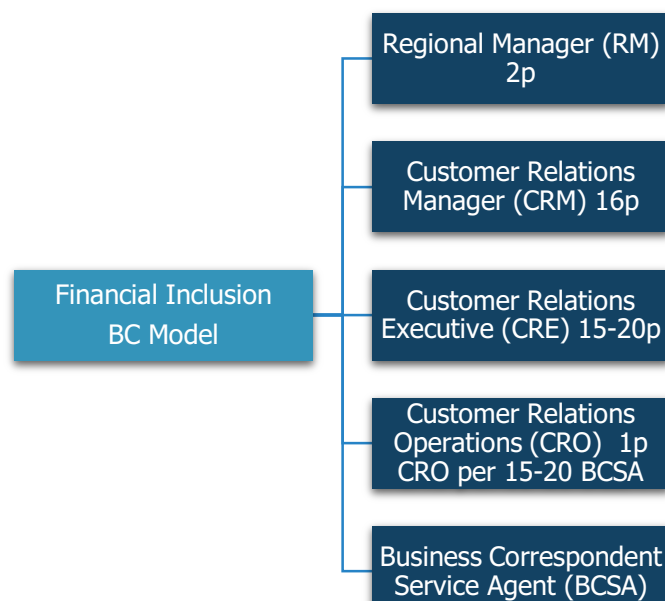 Financial Inclusion
BC Model
Regional Manager (RM)
2p
Customer Relations
Manager (CRM) 16p
Customer Relations
Executive (CRE) 15-20p
Customer Relations
Operations (CRO) 1p
CRO per 15-20 BCSA
Business Correspondent
Service Agent (BCSA)